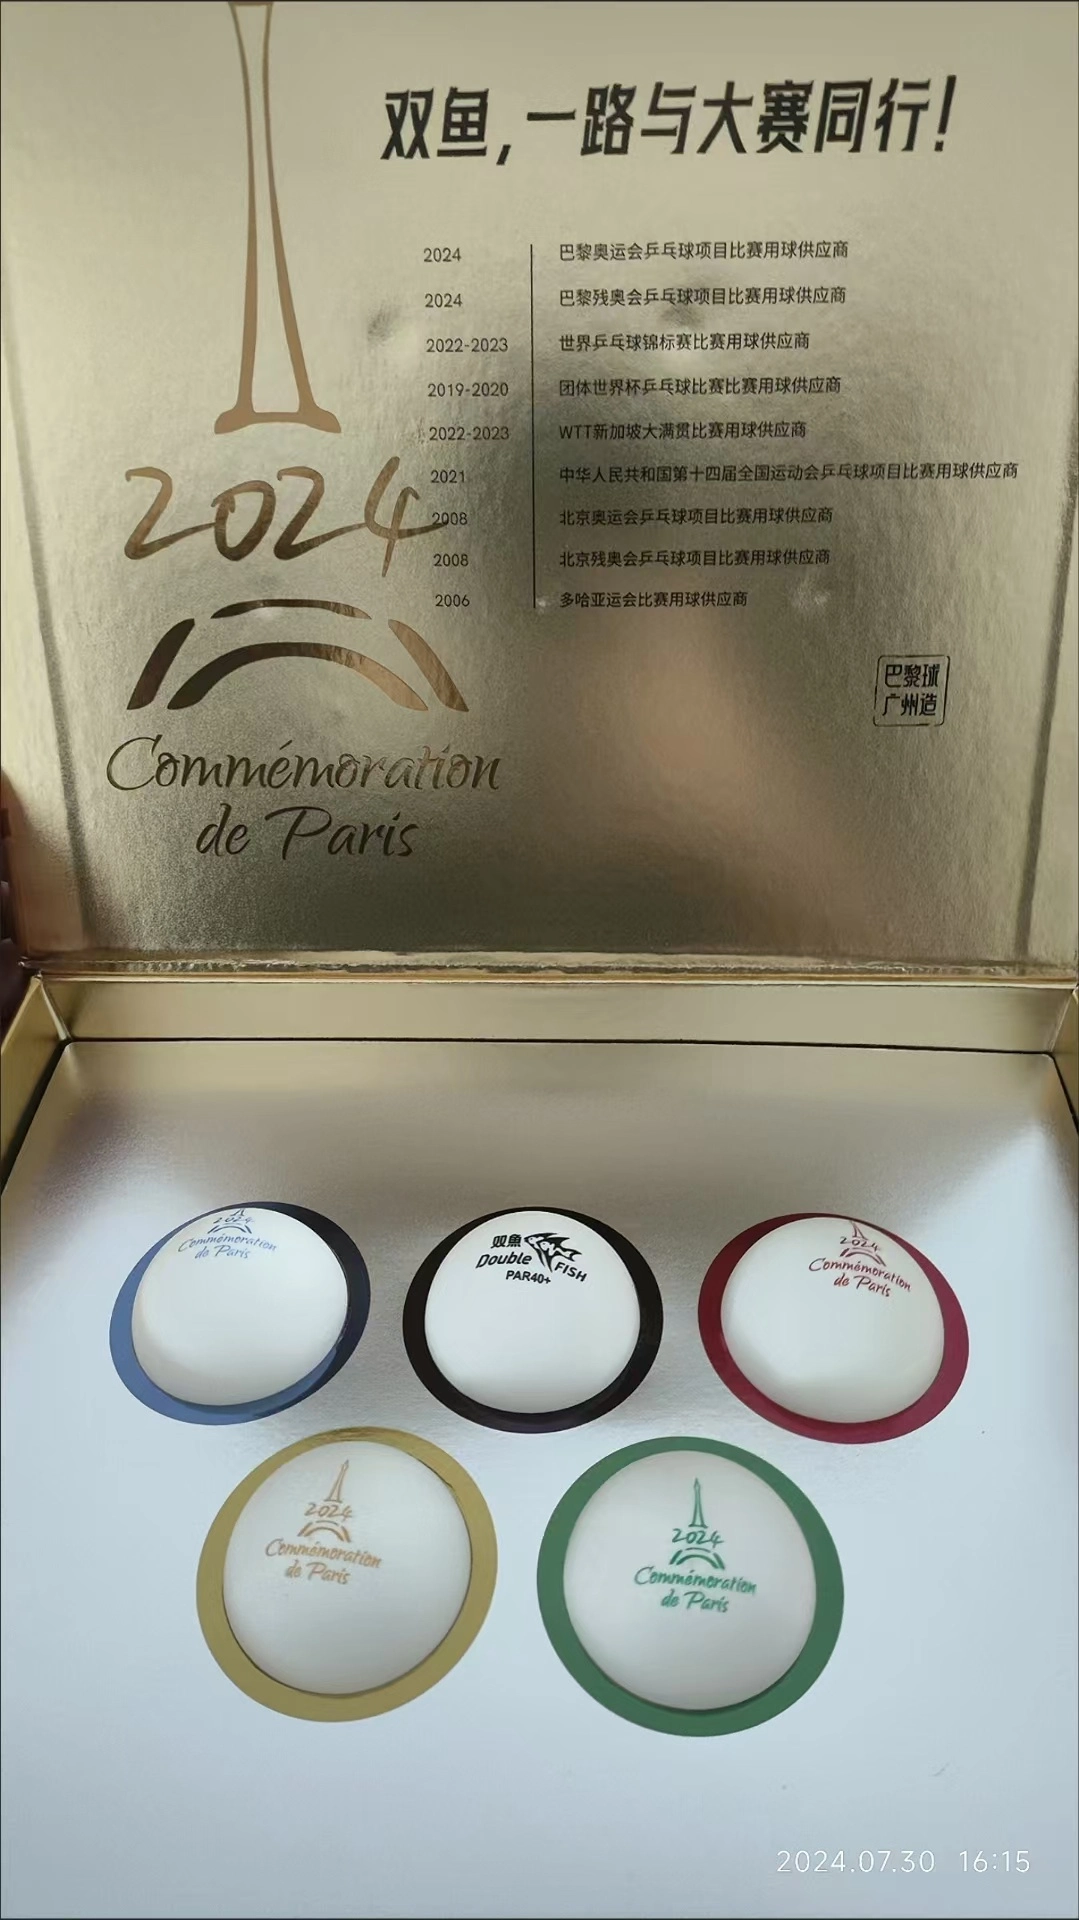 双鱼，一路与大赛同行！
2024 巴黎奥运会乒乓球项目比赛用球供应商
2024 巴黎残奥会乒乓球项目比赛用球供应商
2022-2023 世界乒乓球锦标赛比赛用球供应商
2019-2020 团体世界杯乒乓球比赛比赛用球供应商
2022-2023 WTT新加坡大满贯比赛用球供应商
2021 中华人民共和国第十四届全国运动会乒乓球项目比赛用球供应商
2008 北京奥运会乒乓球项目比赛用球供应商
2008 北京残奥会乒乓球项目比赛用球供应商
2006 多哈亚运会比赛用球供应商
2024
Commémoration
de Paris
巴黎球
广州造
2024
Commémoration
de Paris
双魚
Double FISH
PAR40+
2024
Commémoration
de Paris
2024
Commémoration
de Paris
2024
Commémoration
de Paris
2024.07.30 16:15